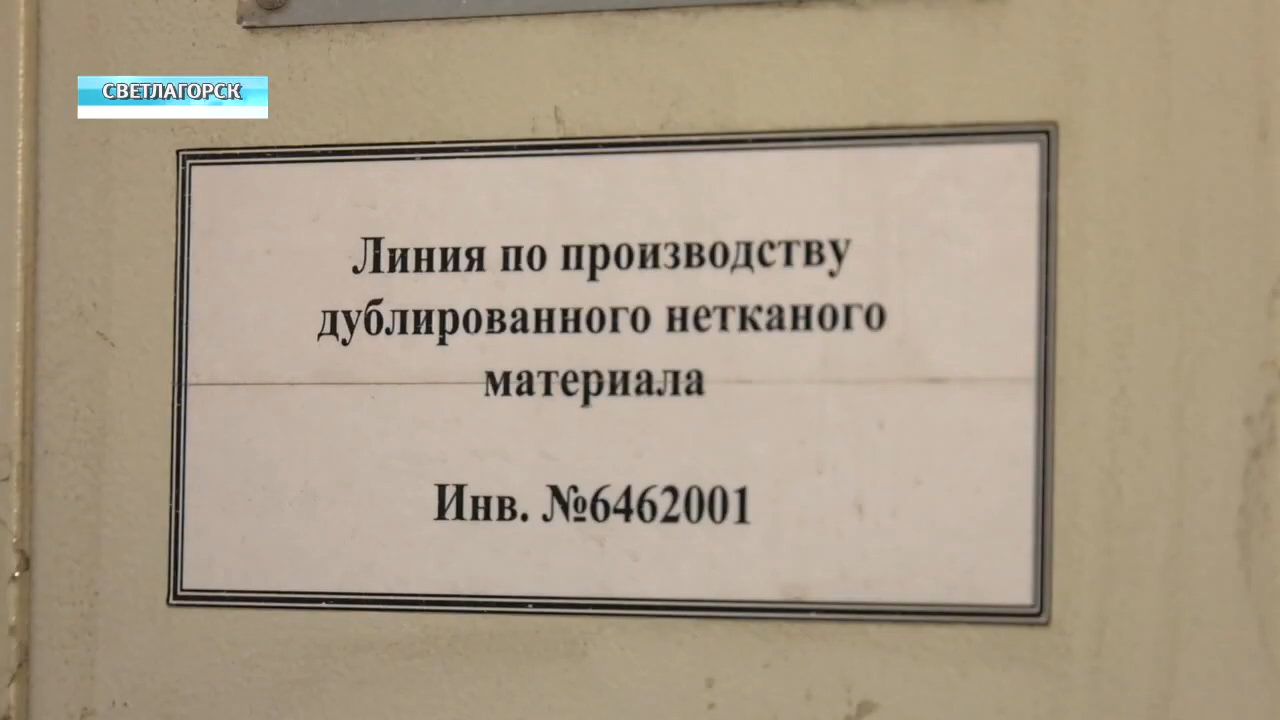 СВЕТЛАГОРСК
Линия по производству
дублированного нетканого
материала
Инв. №6462001